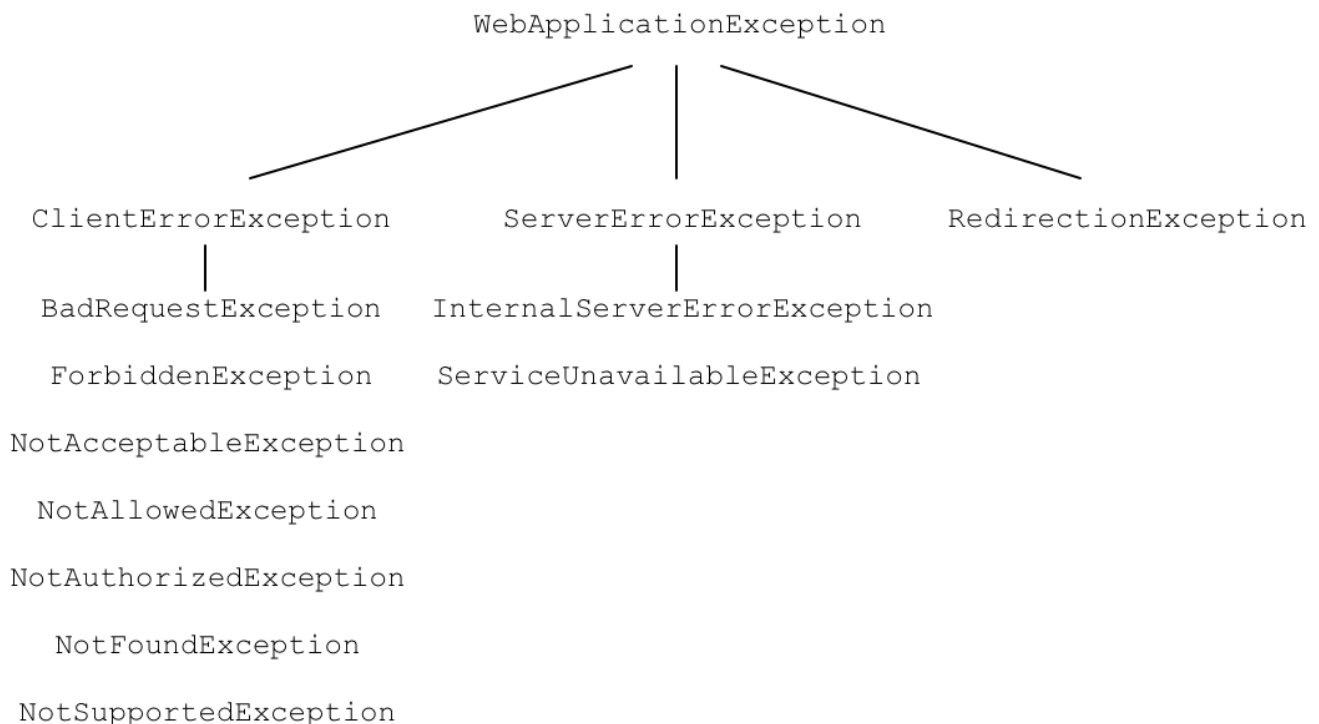 WebApplicationException
ClientErrorException ServerErrorException RedirectionException
BadRequestException InternalServerErrorException
ForbiddenException ServiceUnavailableException
NotAcceptableException
NotAllowedException
NotAuthorizedException
NotFoundException
NotSupportedException